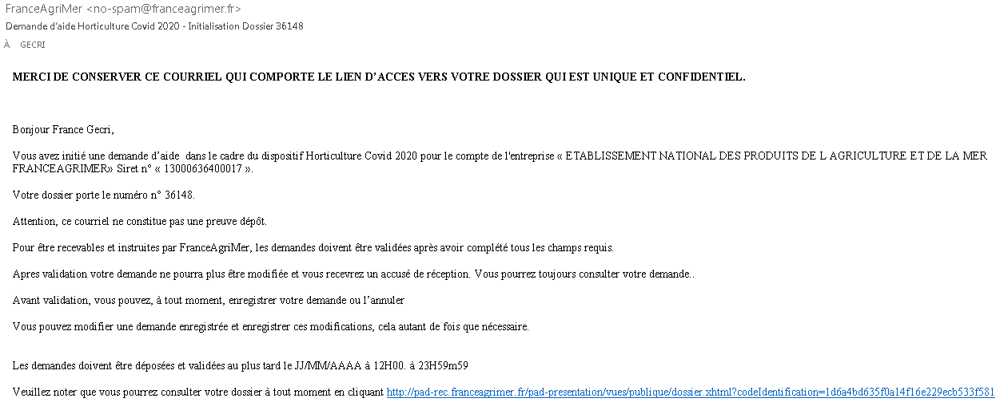 FranceAgriMer <no-spam@franceagrimer.fr>
Demande d'aide Horticulture Covid 2020 - Initialisation Dossier 36148
À GECRI
MERCI DE CONSERVER CE COURRIEL QUI COMPORTE LE LIEN D'ACCES VERS VOTRE DOSSIER QUI EST UNIQUE ET CONFIDENTIEL.
Bonjour France Gecri,
Vous avez initié une demande d'aide dans le cadre du dispositif Horticulture Covid 2020 pour le compte de l'entreprise « ETABLISSEMENT NATIONAL DES PRODUITS DE L AGRICULTURE ET DE LA MER
FRANCEAGRIMER» Siret n° « 13000636400017 ».
Votre dossier porte le numéro n° 36148.
Attention, ce courriel ne constitue pas une preuve dépôt.
Pour être recevables et instruites par FranceAgriMer, les demandes doivent être validées après avoir complété tous les champs requis.
Apres validation votre demande ne pourra plus être modifiée et vous recevrez un accusé de réception. Vous pourrez toujours consulter votre demande..
Avant validation, vous pouvez, à tout moment, enregistrer votre demande ou l'annuler
Vous pouvez modifier une demande enregistrée et enregistrer ces modifications, cela autant de fois que nécessaire.
Les demandes doivent être déposées et validées au plus tard le JJ/MM/AAAA à 12H00. à 23H59m59
Veuillez noter que vous pourrez consulter votre dossier à tout moment en cliquant http://pad-rec.franceagrimer.fr/pad-presentation/vues/publique/dossier.xhtml?codeIdentification=1d6a4bd635f0a14f16e229ecb533f581